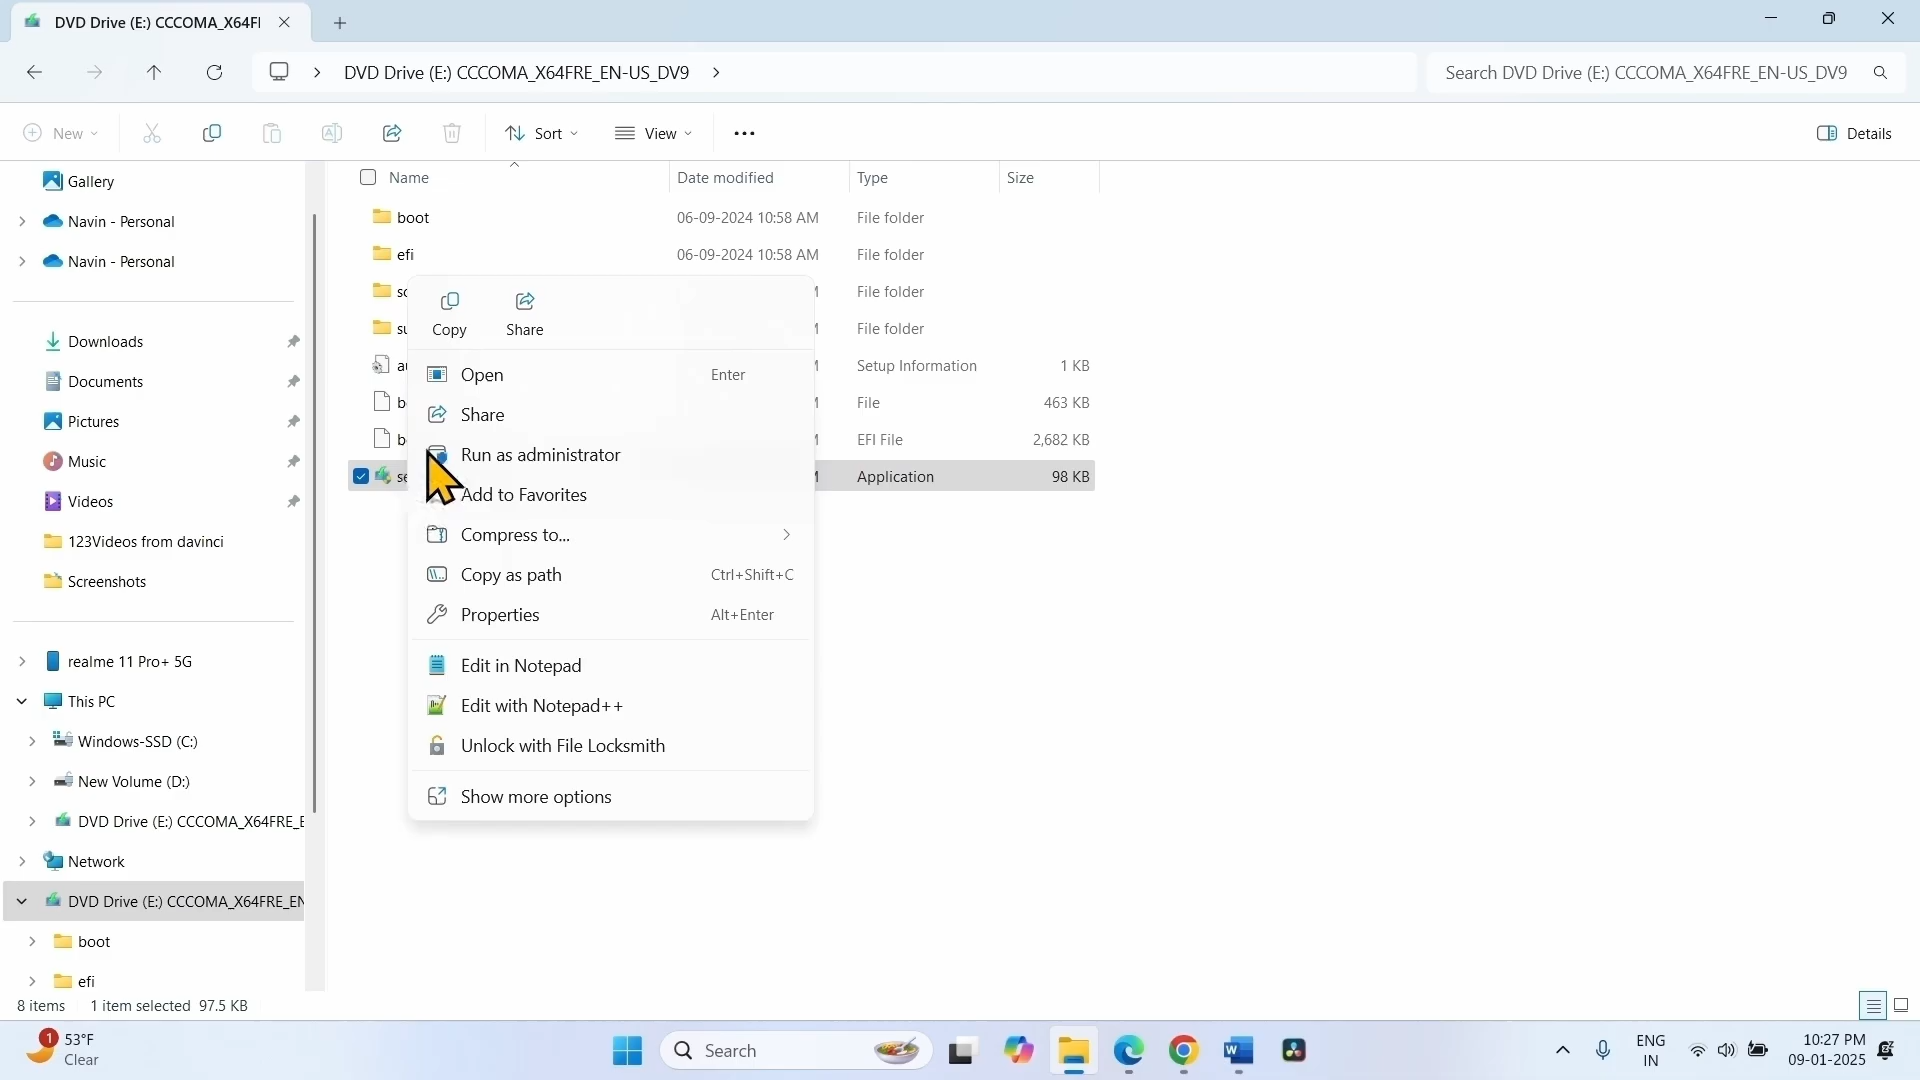 DVD Drive (E:) CCCOMA_X64FI
DVD Drive (E:) CCCOMA_X64FRE_EN-US_DV9
Search DVD Drive (E:) CCCOMA_X64FRE_EN-US_DV9
New
Sort
View
Details
Name
Date modified
Type
Size
Gallery
Navin - Personal
Navin - Personal
Downloads
Documents
Pictures
Music
Videos
123Videos from davinci
Screenshots
realme 11 Pro+ 5G
This PC
Windows-SSD (C:)
New Volume (D:)
DVD Drive (E:) CCCOMA_X64FRE_E
Network
DVD Drive (E:) CCCOMA_X64FRE_EN
boot
efi
boot 06-09-2024 10:58 AM File folder
efi 06-09-2024 10:58 AM File folder
File folder
File folder
Setup Information 1 KB
File 463 KB
EFI File 2,682 KB
Application 98 KB
Copy
Share
Open Enter
Share
Run as administrator
Add to Favorites
Compress to...
Copy as path Ctrl+Shift+C
Properties Alt+Enter
Edit in Notepad
Edit with Notepad++
Unlock with File Locksmith
Show more options
8 items 1 item selected 97.5 KB
1
53°F
Clear
Search
ENG
IN
10:27 PM
09-01-2025